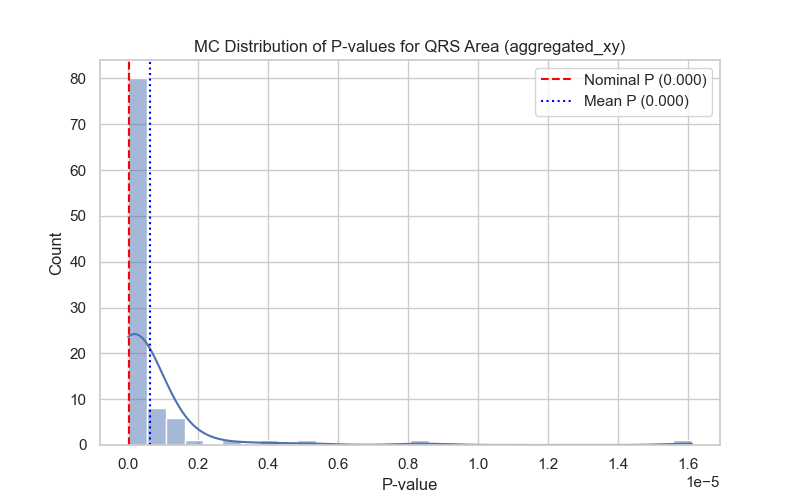 MC Distribution of P-values for QRS Area (aggregated_xy)
Nominal P (0.000)
Mean P (0.000)
80
70
60
50
40
30
20
10
0
Count
0.0 0.2 0.4 0.6 0.8 1.0 1.2 1.4 1.6
1e−5
P-value